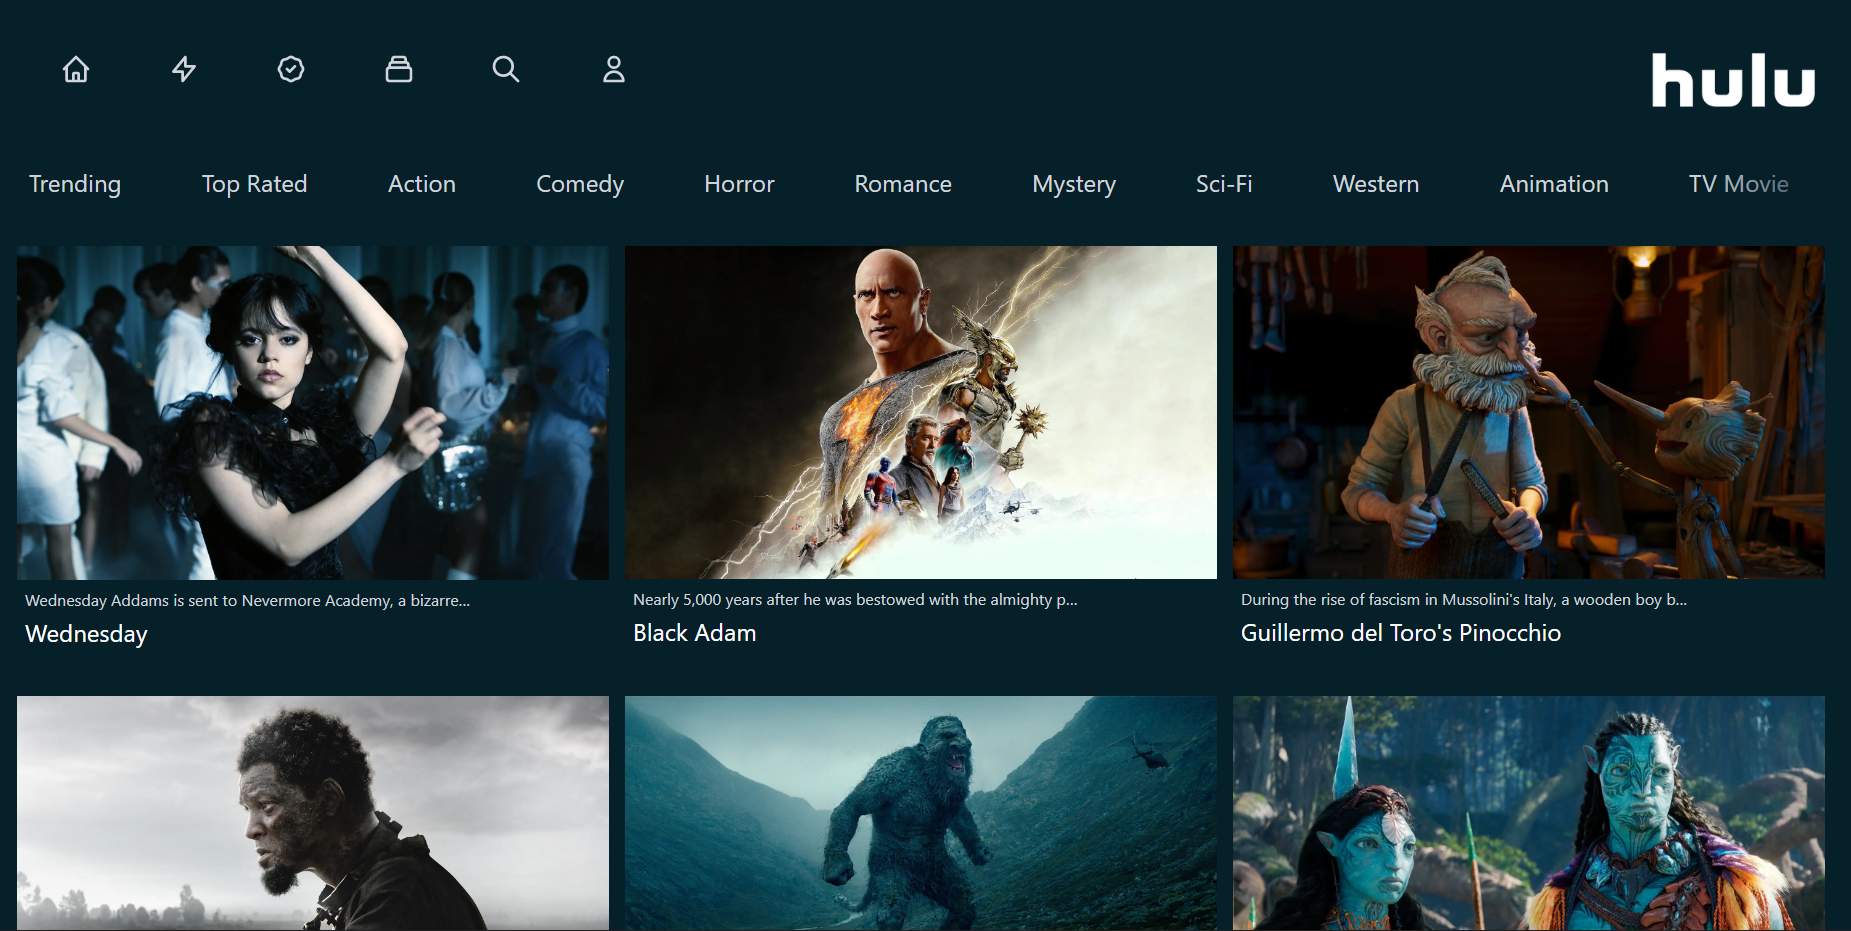 hulu
Trending
Top Rated
Action
Comedy
Horror
Romance
Mystery
Sci-Fi
Western
Animation
TV Movie
Wednesday Addams is sent to Nevermore Academy, a bizarre...
Wednesday
Nearly 5,000 years after he was bestowed with the almighty p...
Black Adam
During the rise of fascism in Mussolini's Italy, a wooden boy b...
Guillermo del Toro's Pinocchio